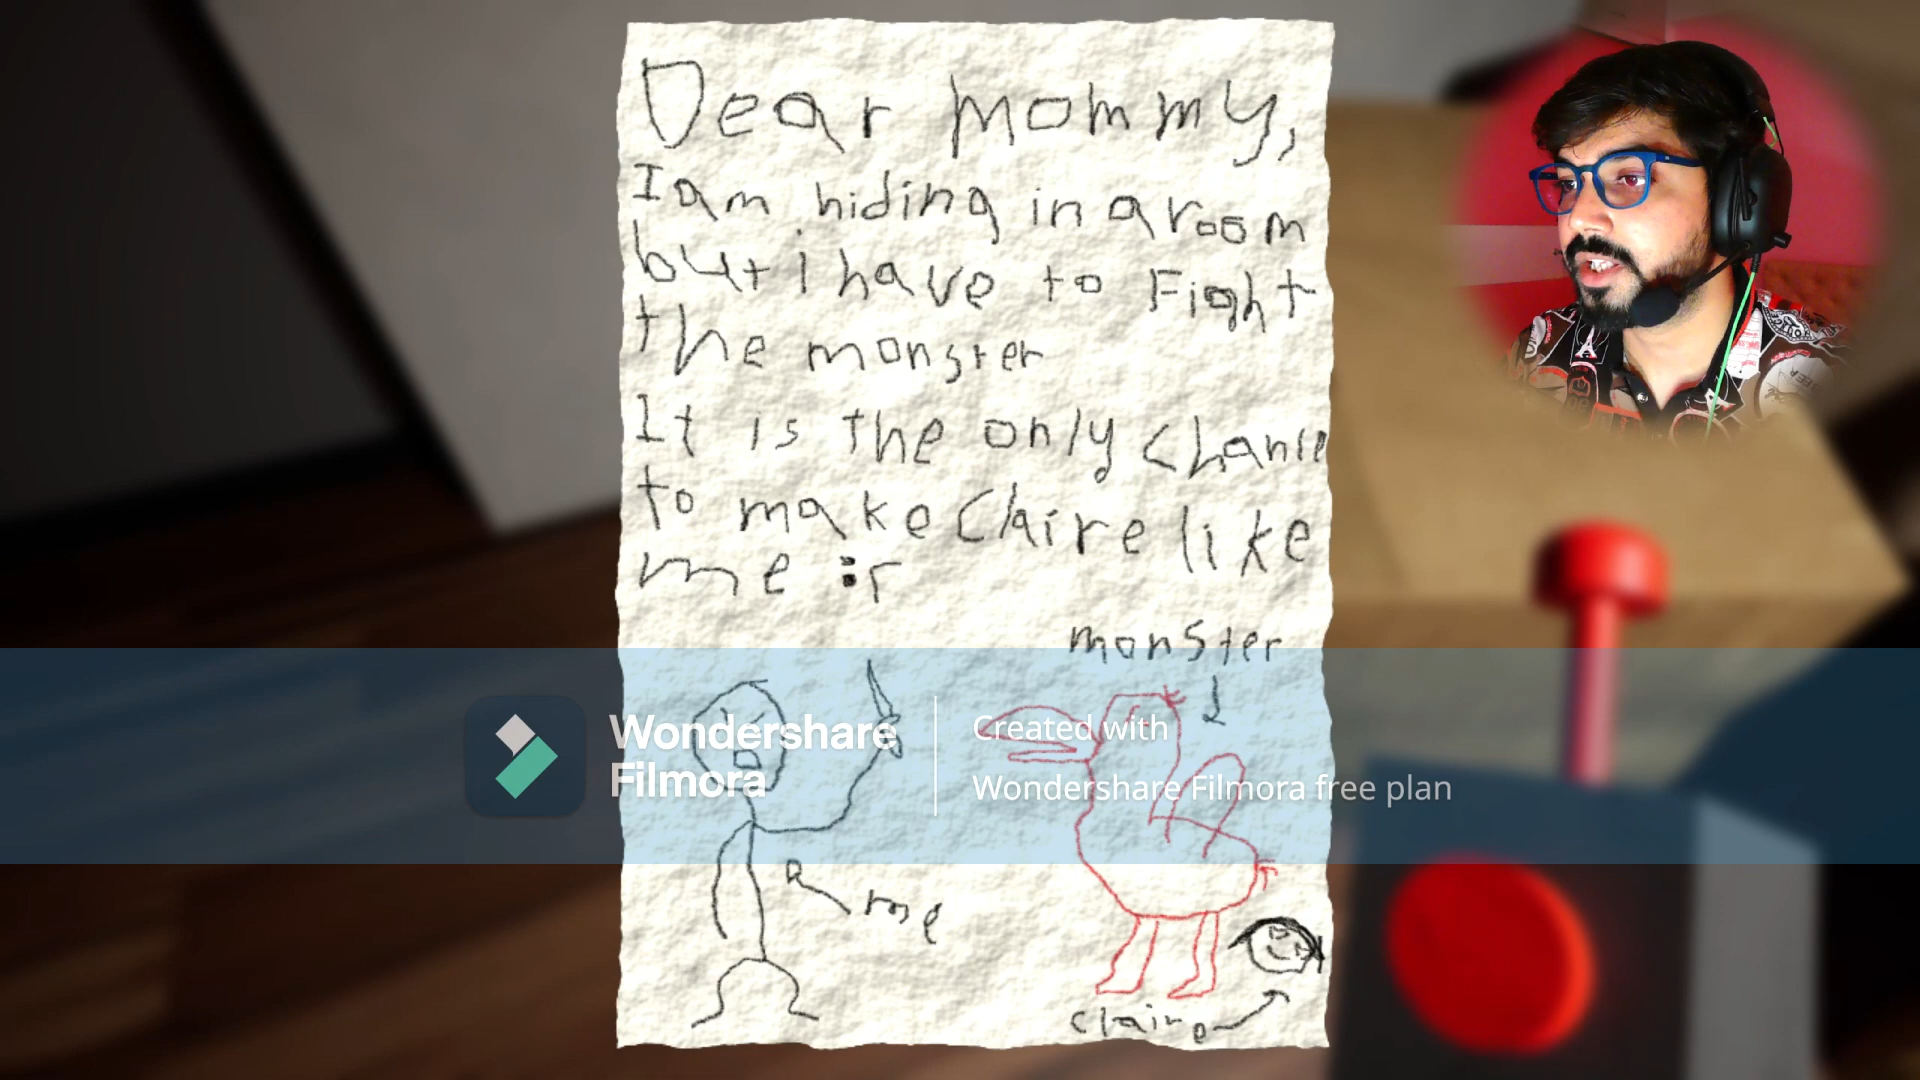 Dear Mommy,
I am hiding in a room
but i have to Fight
the monster
It is the only chance
to make Claire like
me :r
monster
Wondershare
Filmora
Created with
Wondershare Filmora free plan
me
Claire